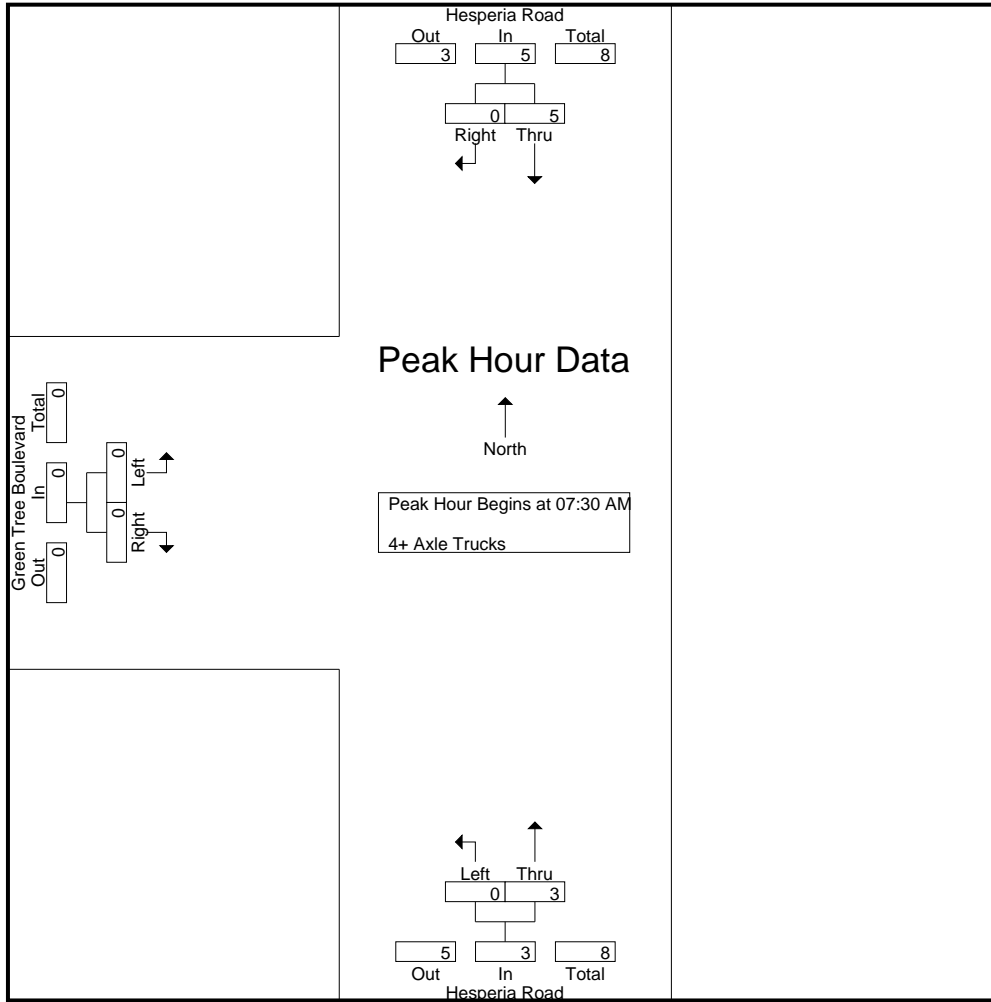 Hesperia Road
Out In Total
3 5 8
0 5
Right Thru
Peak Hour Data
North
Peak Hour Begins at 07:30 AM
4+ Axle Trucks
Green Tree Boulevard
Out In Total
0 0 0
0 0
Right Left
Left Thru
0 3
5 3 8
Out In Total
Hesperia Road